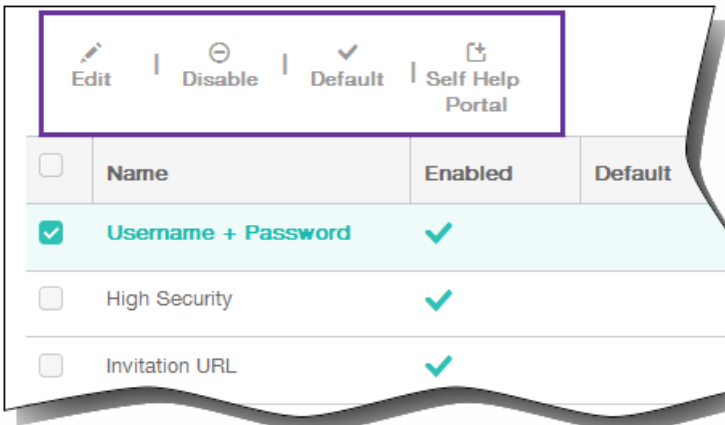 Edit | Disable | Default | Self Help
Portal
Name Enabled Default
Username + Password
High Security
Invitation URL